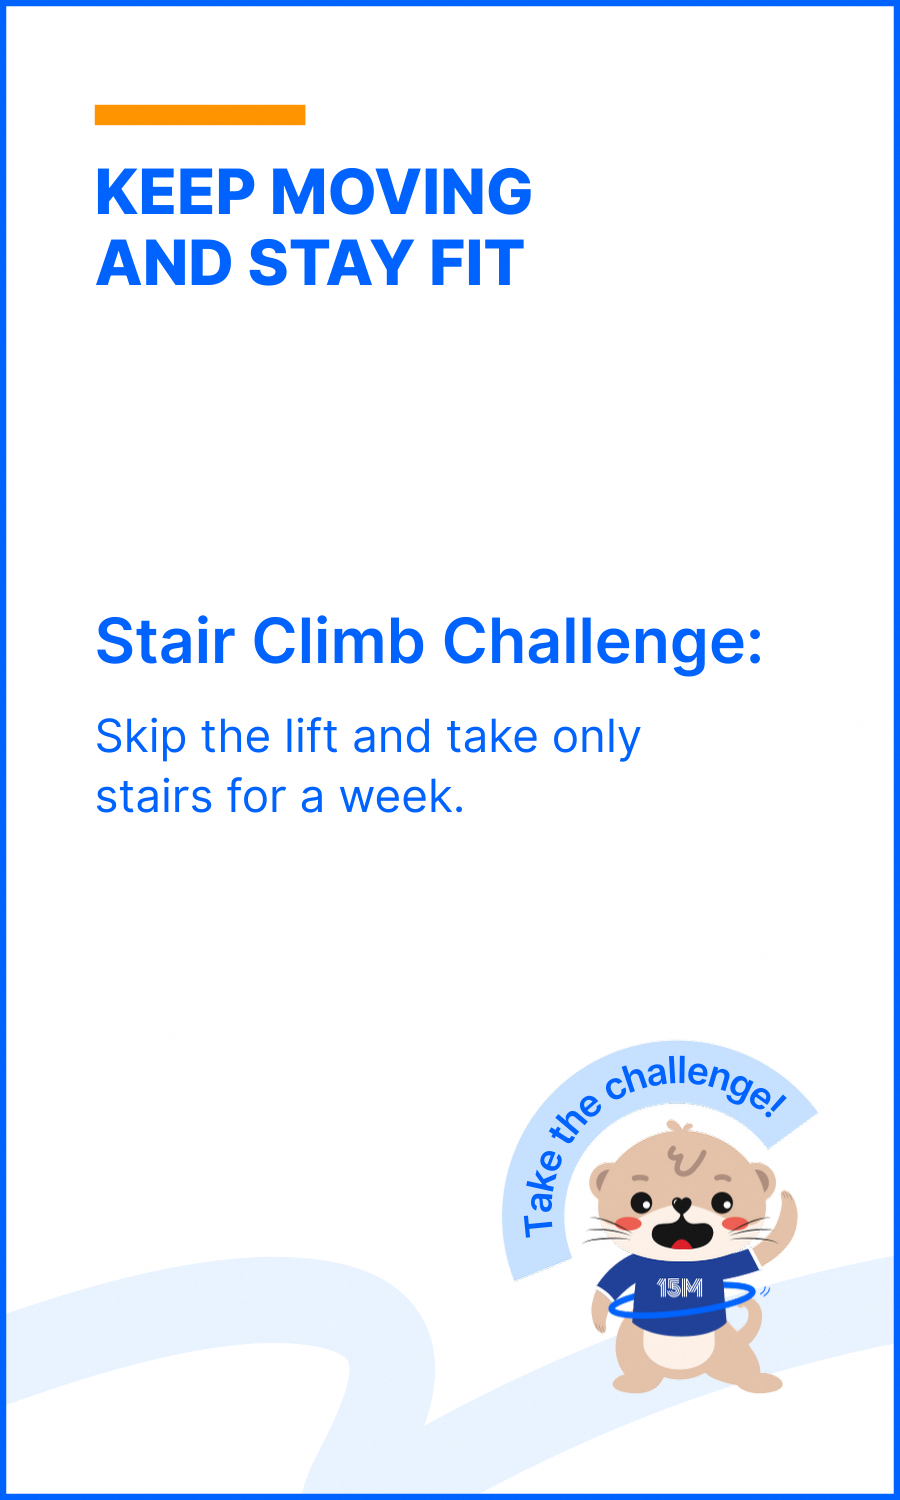 KEEP MOVING
AND STAY FIT
Stair Climb Challenge:
Skip the lift and take only
stairs for a week.
Take the challenge!
15M